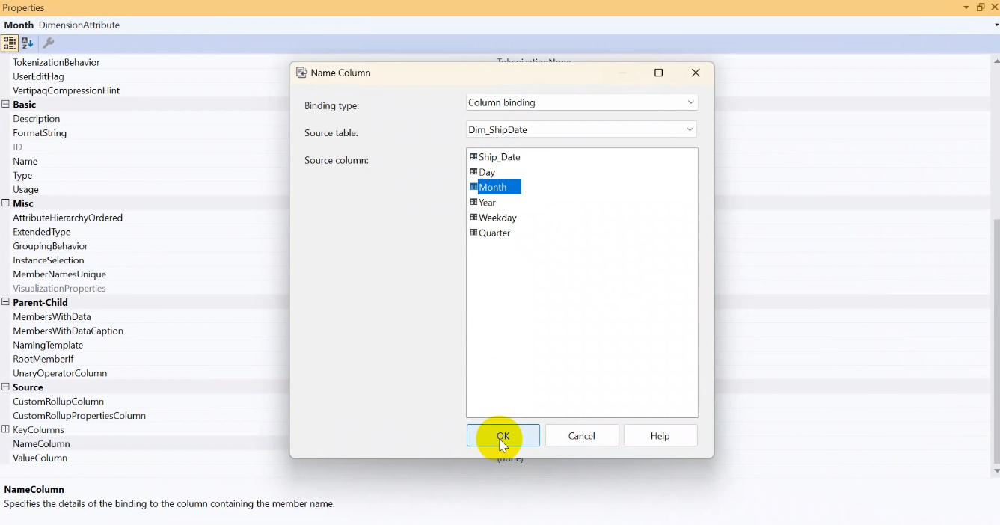 Properties
Month DimensionAttribute
TokenizationBehavior
TokenizationNone
UserEditFlag
VertipaqCompressionHint
Basic
Description
FormatString
ID
Name
Type
Usage
Misc
AttributeHierarchyOrdered
ExtendedType
GroupingBehavior
InstanceSelection
MemberNamesUnique
VisualizationProperties
Parent-Child
MembersWithData
MembersWithDataCaption
NamingTemplate
RootMemberIf
UnaryOperatorColumn
Source
CustomRollupColumn
CustomRollupPropertiesColumn
KeyColumns
NameColumn
ValueColumn
(none)
Name Column
Binding type:
Column binding
Source table:
Dim_ShipDate
Source column:
Ship_Date
Day
Month
Year
Weekday
Quarter
OK
Cancel
Help
NameColumn
Specifies the details of the binding to the column containing the member name.